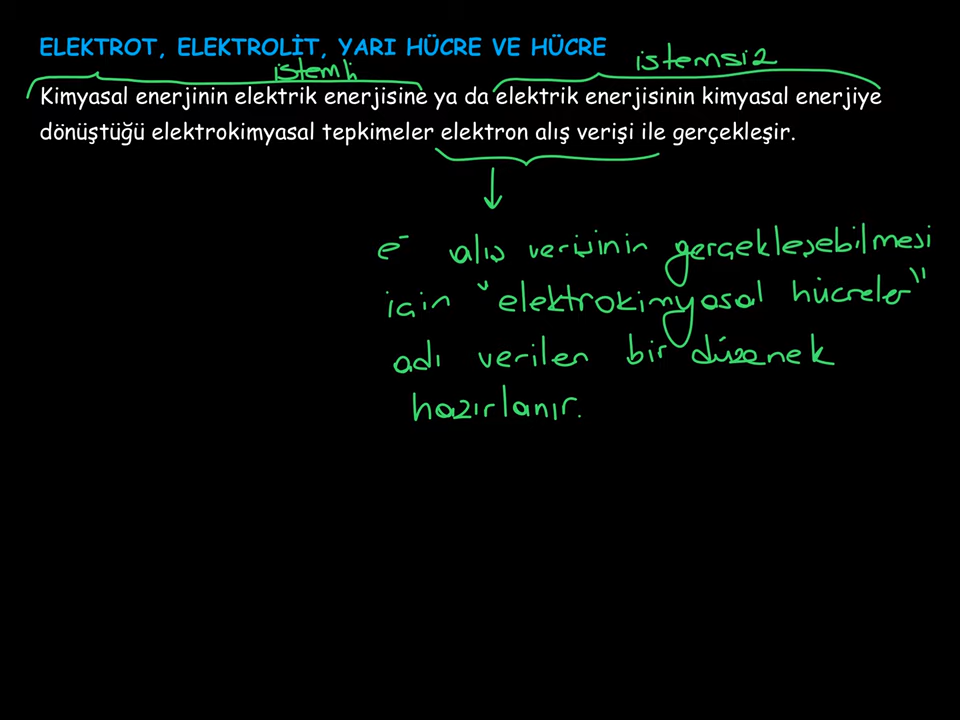 ELEKTROT, ELEKTROLİT, YARI HÜCRE VE HÜCRE
istemli istemsiz
Kimyasal enerjinin elektrik enerjisine ya da elektrik enerjisinin kimyasal enerjiye
dönüştüğü elektrokimyasal tepkimeler elektron alış verişi ile gerçekleşir.
e⁻ alış verişinin gerçekleşebilmesi
için "elektrokimyasal hücreler"
adı verilen bir düzenek
hazırlanır.